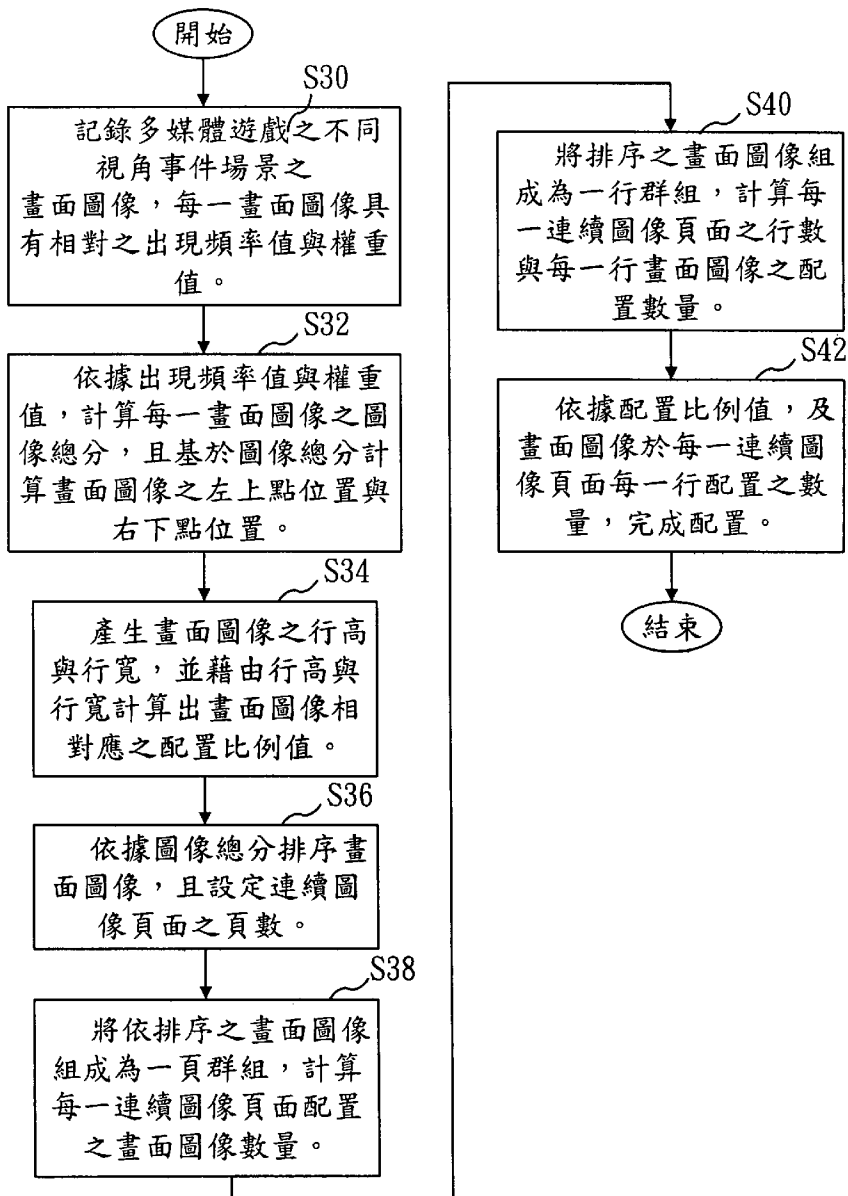 開始
S30
記錄多媒體遊戲之不同
視角事件場景之
畫面圖像，每一畫面圖像具
有相對之出現頻率值與權重
值。
S32
依據出現頻率值與權重
值，計算每一畫面圖像之圖
像總分，且基於圖像總分計
算畫面圖像之左上點位置與
右下點位置。
S34
產生畫面圖像之行高
與行寬，並藉由行高與
行寬計算出畫面圖像相
對應之配置比例值。
S36
依據圖像總分排序畫
面圖像，且設定連續圖
像頁面之頁數。
S38
將依排序之畫面圖像
組成為一頁群組，計算
每一連續圖像頁面配置
之畫面圖像數量。
S40
將排序之畫面圖像組
成為一行群組，計算每
一連續圖像頁面之行數
與每一行畫面圖像之配
置數量。
S42
依據配置比例值，及
畫面圖像於每一連續圖
像頁面每一行配置之數
量，完成配置。
結束